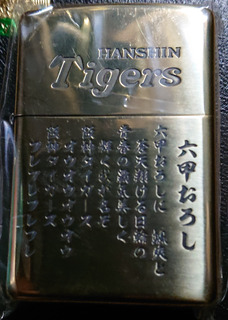 HANSHIN
Tigers
六甲おろし
六甲おろしに 颯爽と
蒼天翔ける日輪の
青春の覇気美しく
輝く我が名ぞ
阪神タイガース
オウオウオウオウ
阪神タイガース
フレフレフレフレ